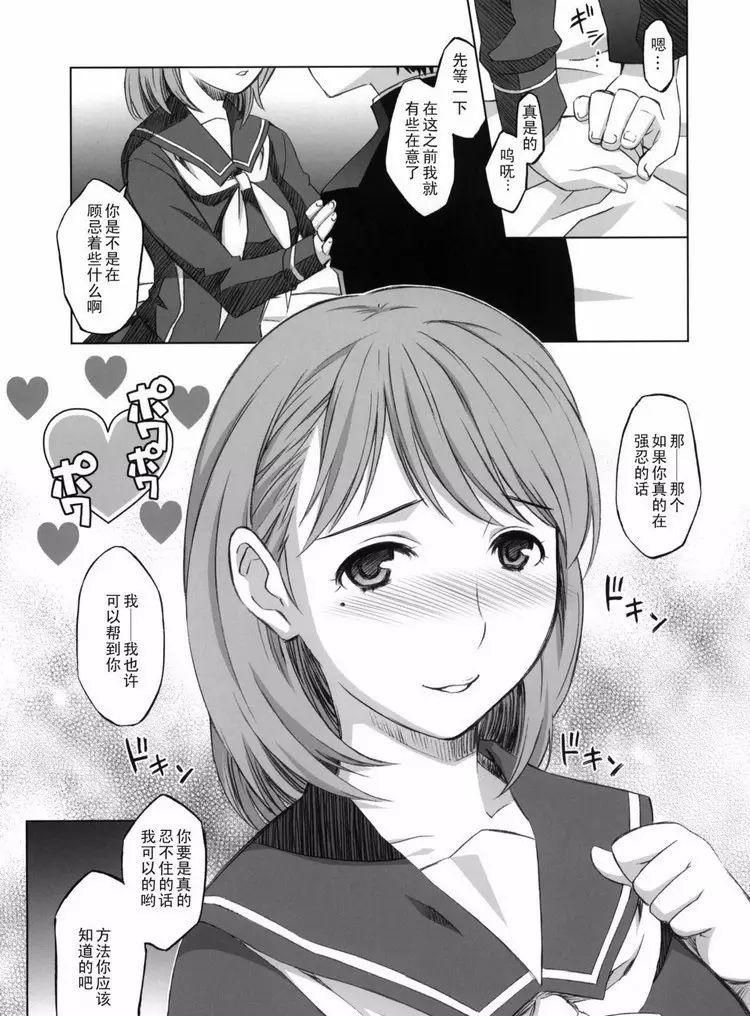 嗯…
ギシ…
真是的
呜呒…
先等一下
在这之前我就
有些在意了
你是不是在
顾忌着些什么啊
那——那个
如果你真的在
强忍的话
ポワポワ
ポワ
ドキン
我——我也许
可以帮到你
ドキン
ドキン
你要是真的
忍不住的话
我可以的哟
方法你应该
知道的吧